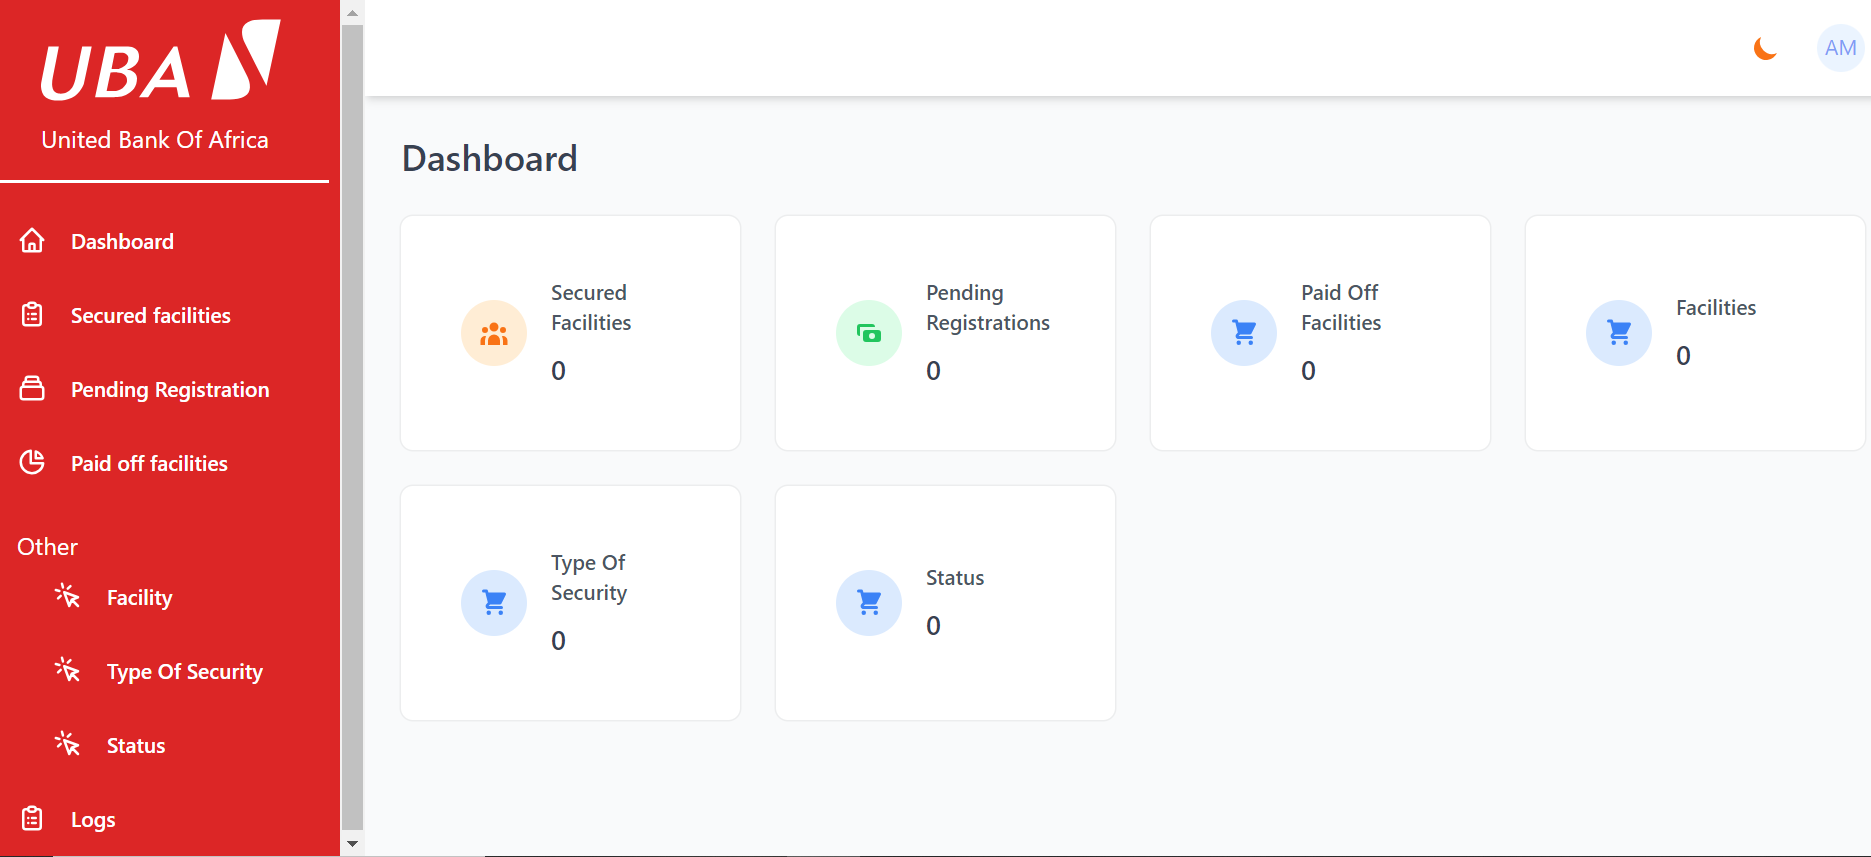 UBA
United Bank Of Africa
Dashboard
Secured facilities
Pending Registration
Paid off facilities
Other
Facility
Type Of Security
Status
Logs
AM
Dashboard
Secured
Facilities
0
Pending
Registrations
0
Paid Off
Facilities
0
Facilities
0
Type Of
Security
0
Status
0